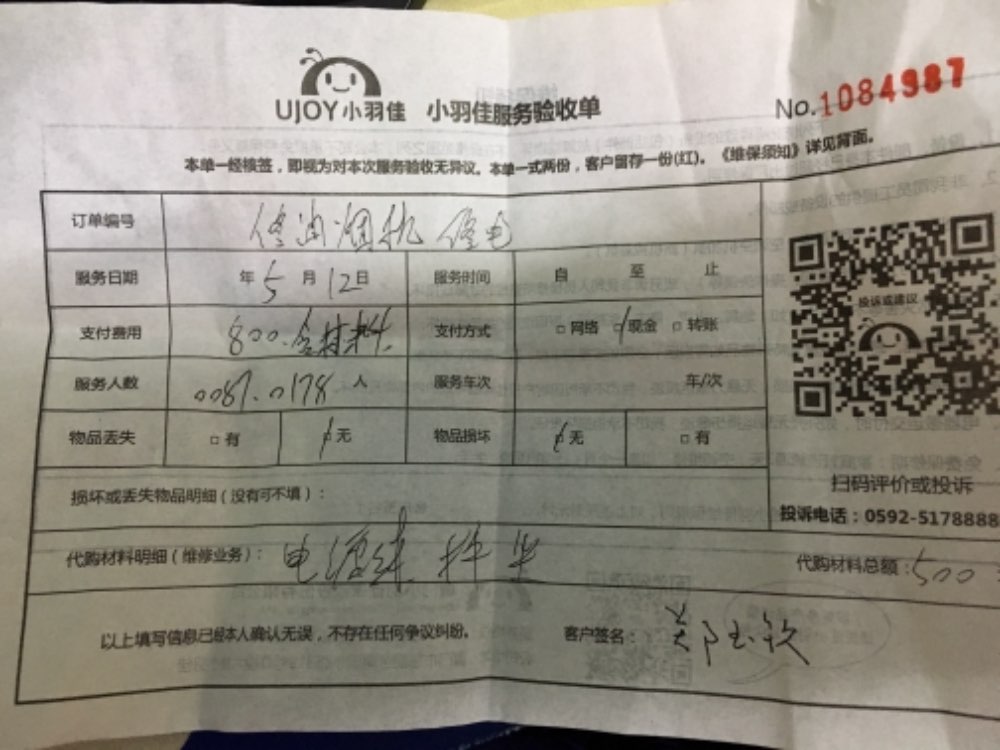 UJOY小羽佳 小羽佳服务验收单
No.1084387
本单一经核签，即视为对本次服务验收无异议。本单一式两份，客户留存一份(红)。《维保须知》详见背面。
订单编号 修油烟机 修电
服务日期 年5月12日 服务时间 自 至 止
支付费用 800.含材料 支付方式 □网络 □现金 □转账
服务人数 0087.0178人 服务车次 车/次
物品丢失 □有 □无 物品损坏 □无 □有
投诉或建议
损坏或丢失物品明细（没有可不填）：
扫码评价或投诉
投诉电话：0592-5178888
代购材料明细（维修业务）： 电源线 插座
代购材料总额：500
以上填写信息已经本人确认无误，不存在任何争议纠纷。
客户签名：